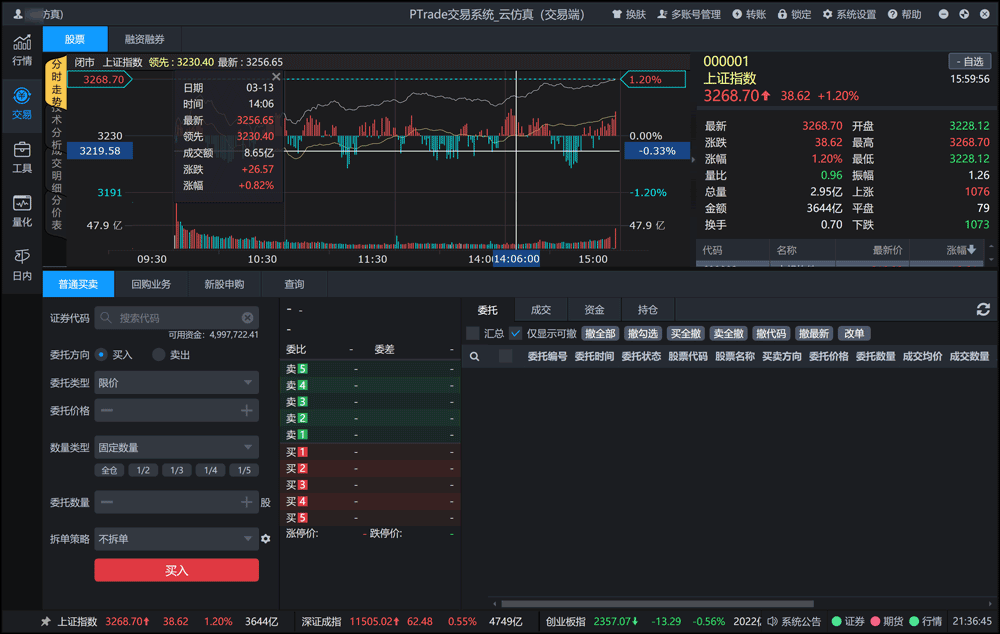 仿真)
PTrade交易系统_云仿真（交易端）
换肤 多账号管理 转账 锁定 系统设置 帮助
行情
交易
工具
量化
日内
股票 融资融券
分时走势
技术分析
成交明细
分价表
闭市 上证指数 领先：3230.40 最新：3256.65
3268.70
3230
3219.58
3191
47.9 亿
日期 03-13
时间 14:06
最新 3256.65
领先 3230.40
成交额 8.65亿
涨跌 +26.57
涨幅 +0.82%
1.20%
0.00%
-0.33%
-1.20%
47.9 亿
09:30 10:30 11:30 14:0 14:06:00 15:00
000001 - 自选
上证指数 15:59:56
3268.70 38.62 +1.20%
最新 3268.70 开盘 3228.12
涨跌 38.62 最高 3268.70
涨幅 1.20% 最低 3228.12
量比 0.96 振幅 1.26
总量 2.95亿 上涨 1076
金额 3644亿 平盘 79
换手 0.70 下跌 1073
代码 名称 最新价 涨幅
普通买卖 回购业务 新股申购 查询
证券代码 搜索代码
可用资金: 4,997,722.41
委托方向 买入 卖出
委托类型 限价
委托价格
数量类型 固定数量
全仓 1/2 1/3 1/4 1/5
委托数量 股
拆单策略 不拆单
买入
- -
-
委比 - 委差 -
卖 5 - -
卖 4 - -
卖 3 - -
卖 2 - -
卖 1 - -
买 1 - -
买 2 - -
买 3 - -
买 4 - -
买 5 - -
涨停价: - 跌停价: -
委托 成交 资金 持仓
汇总 仅显示可撤 撤全部 撤勾选 买全撤 卖全撤 撤代码 撤最新 改单
委托编号 委托时间 委托状态 股票代码 股票名称 买卖方向 委托价格 委托数量 成交均价 成交数量
上证指数 3268.70 38.62 1.20% 3644亿 深证成指 11505.02 62.48 0.55% 4749亿 创业板指 2357.07 -13.29 -0.56% 2022亿 系统公告 证券 期货 行情 21:36:45